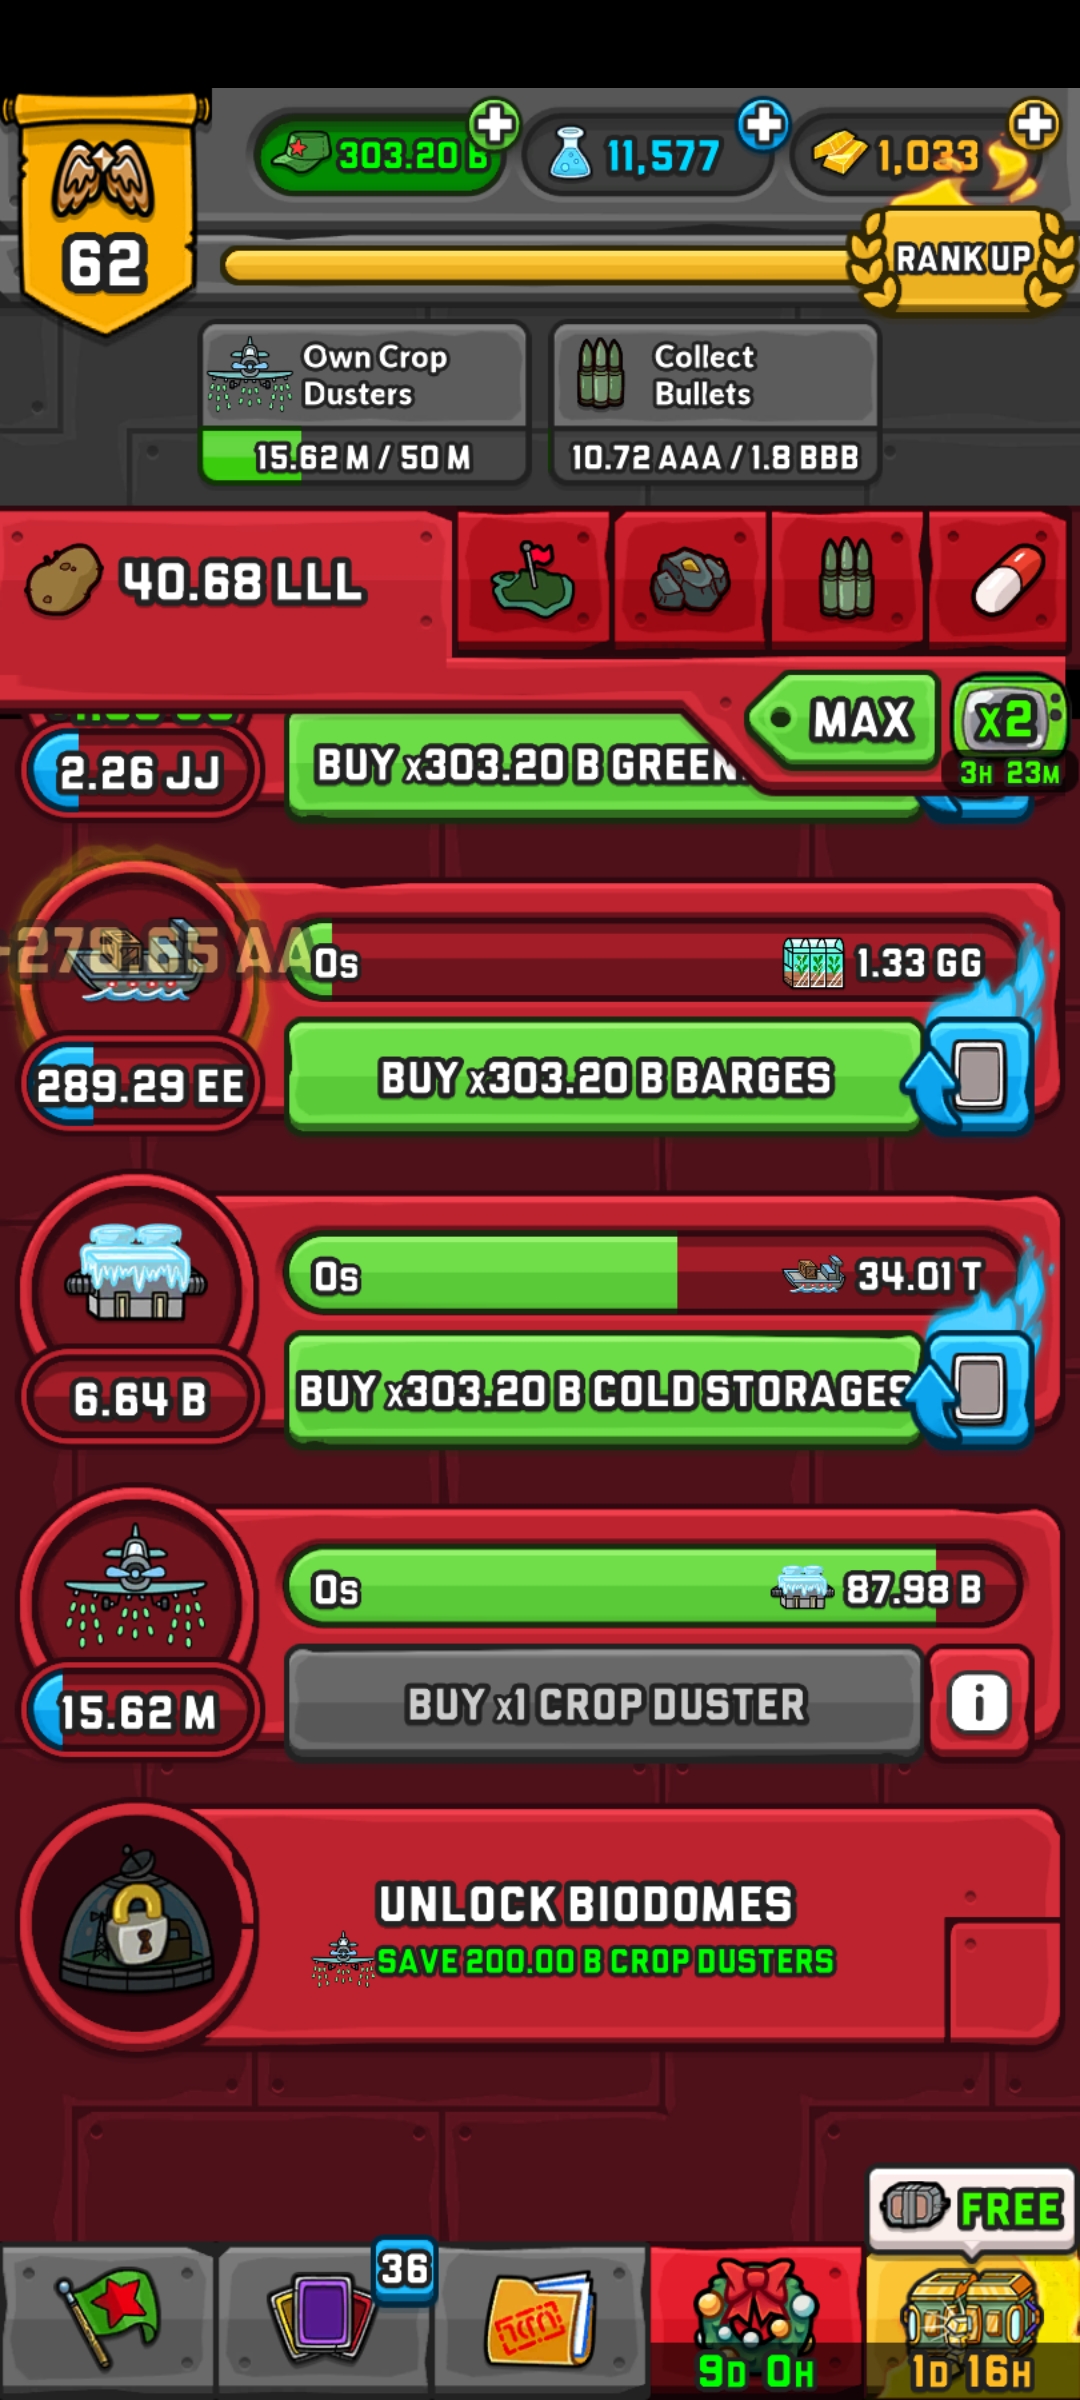 303.20 B
11,577
1,033
62
RANK UP
Own Crop
Dusters
15.62 M / 50 M
Collect
Bullets
10.72 AAA / 1.8 BBB
40.68 LLL
MAX
x2
3H 23M
2.26 JJ
BUY x303.20 B GREEN
-279.65 AA
0s
1.33 GG
289.29 EE
BUY x303.20 B BARGES
0s
34.01 T
6.64 B
BUY x303.20 B COLD STORAGES
0s
87.98 B
15.62 M
BUY x1 CROP DUSTER
i
UNLOCK BIODOMES
SAVE 200.00 B CROP DUSTERS
FREE
36
9D 0H
1D 16H